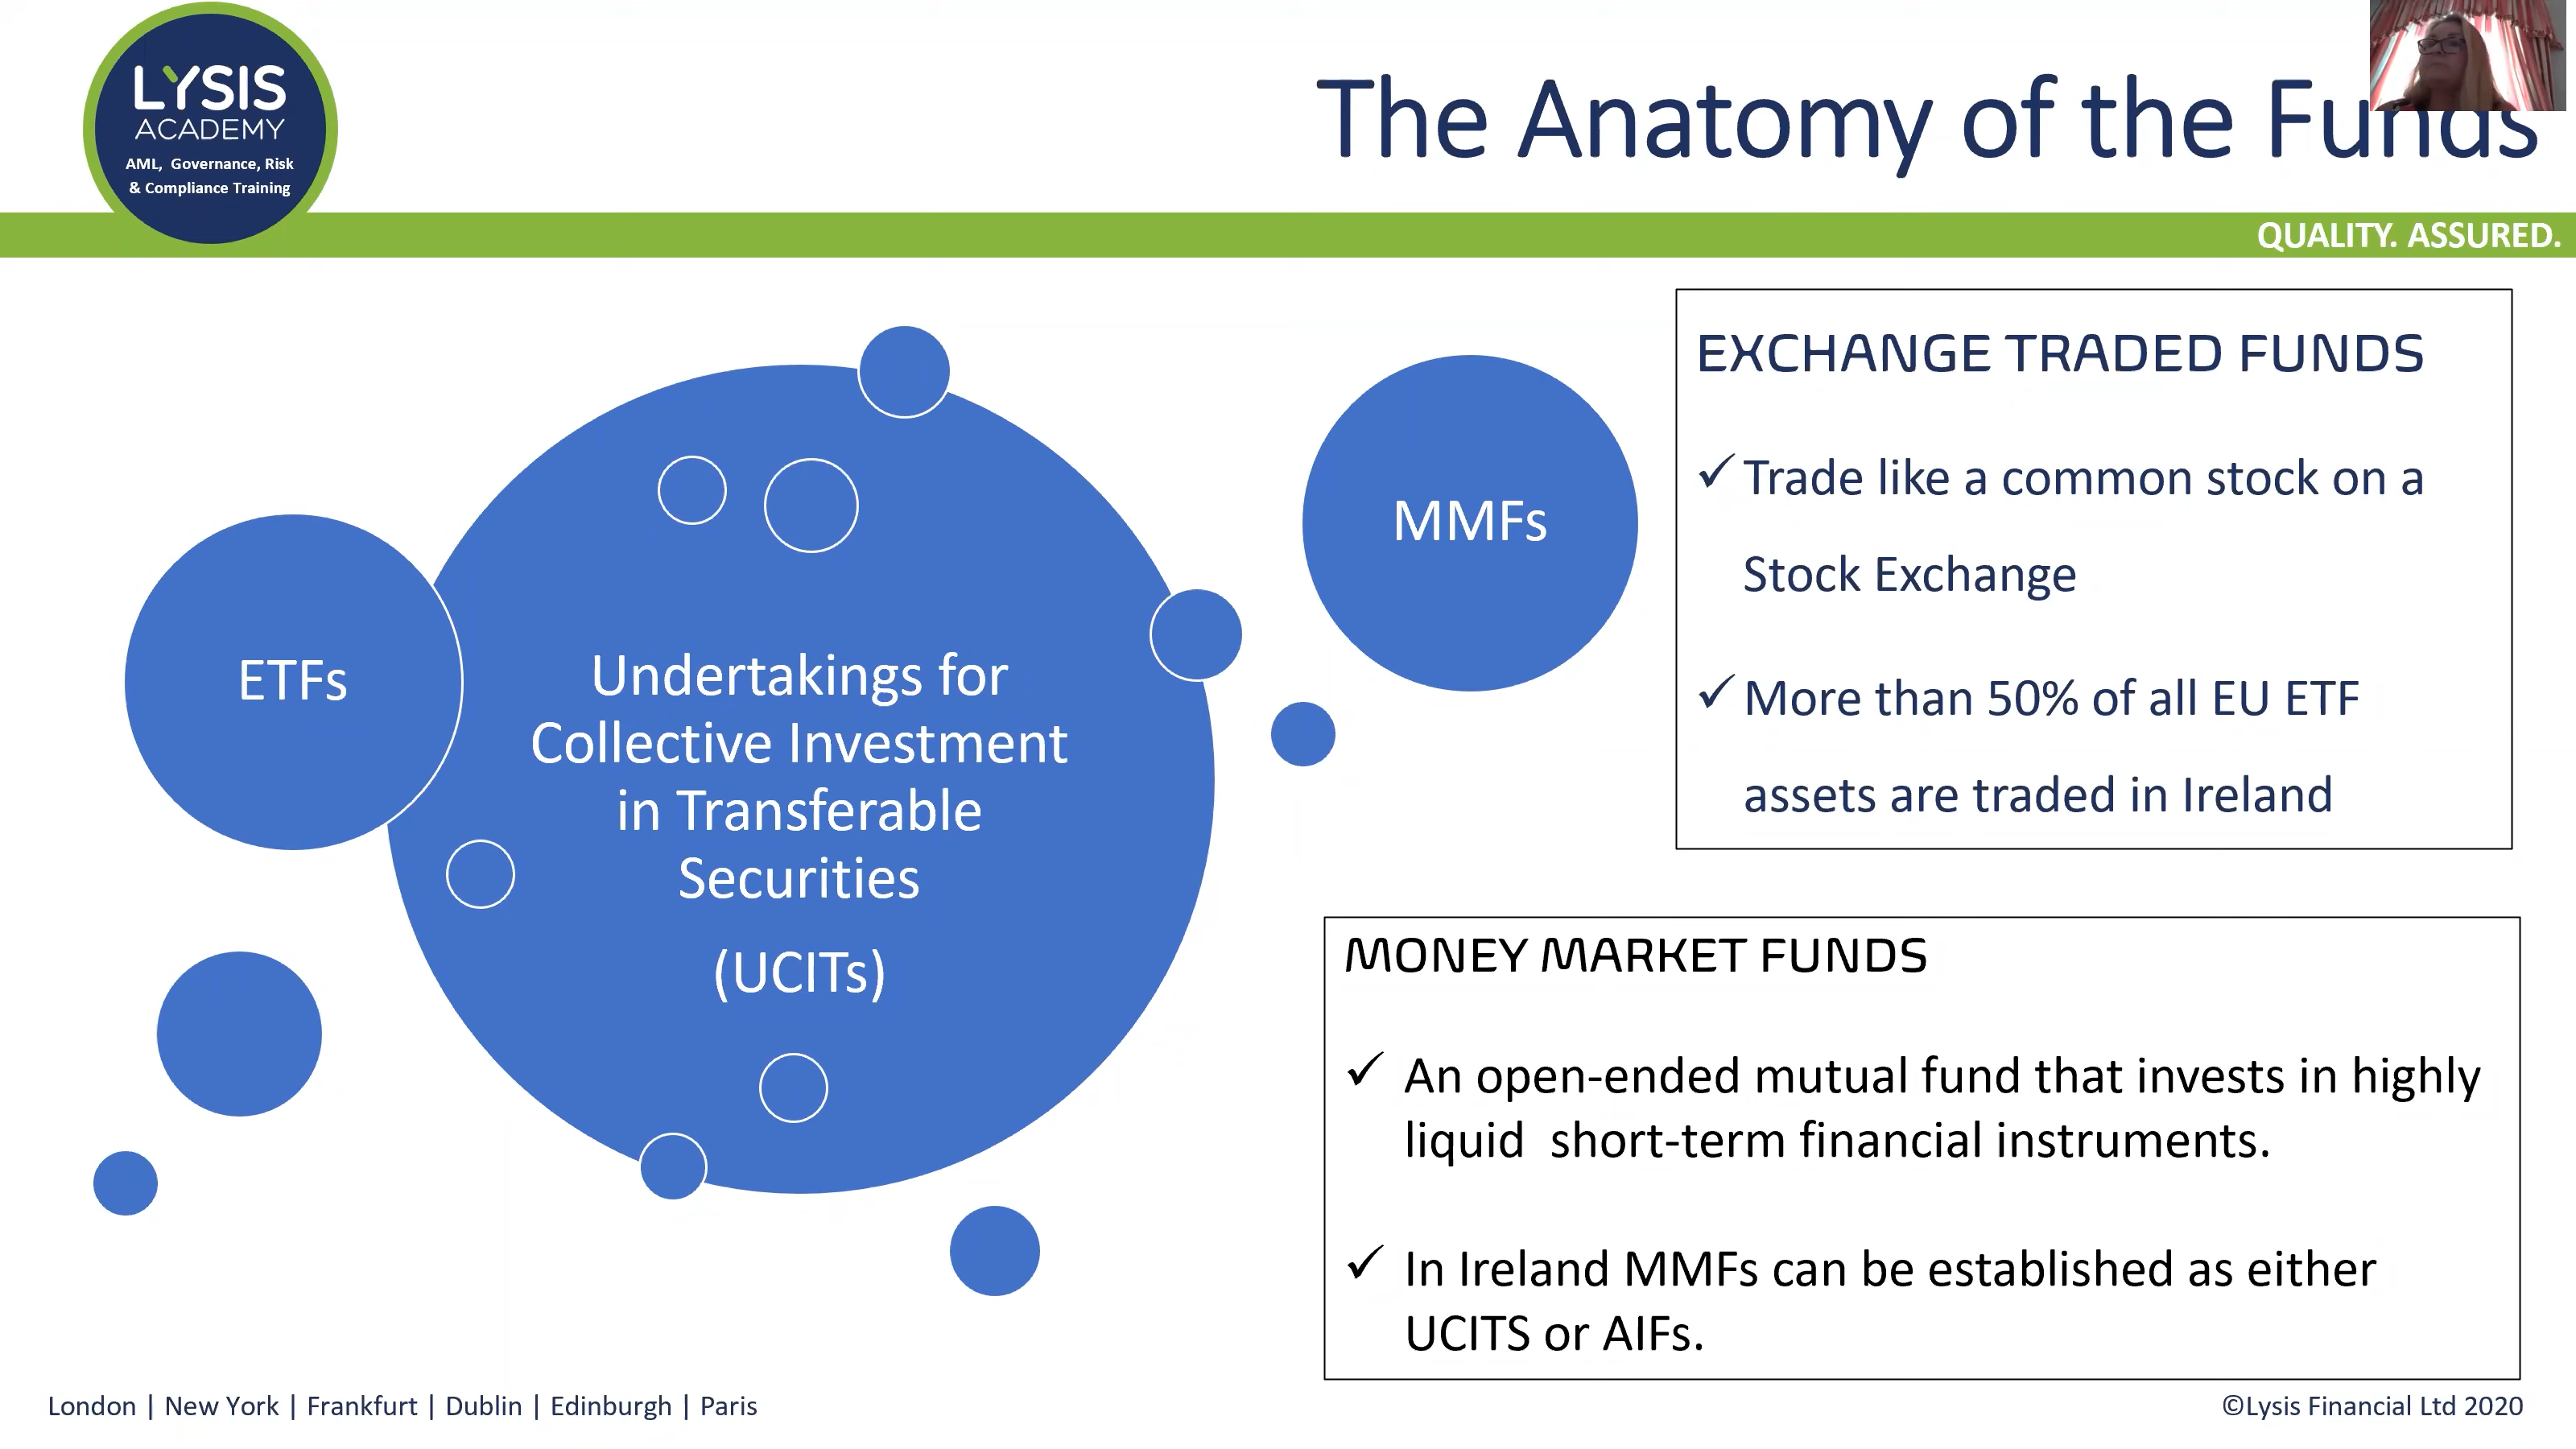 LYSIS
ACADEMY
AML, Governance, Risk
& Compliance Training
The Anatomy of the Funds
QUALITY. ASSURED.
ETFs
Undertakings for
Collective Investment
in Transferable
Securities
(UCITs)
MMFs
EXCHANGE TRADED FUNDS
✓ Trade like a common stock on a
Stock Exchange
✓ More than 50% of all EU ETF
assets are traded in Ireland
MONEY MARKET FUNDS
✓ An open-ended mutual fund that invests in highly
liquid short-term financial instruments.
✓ In Ireland MMFs can be established as either
UCITS or AIFs.
London | New York | Frankfurt | Dublin | Edinburgh | Paris
©Lysis Financial Ltd 2020